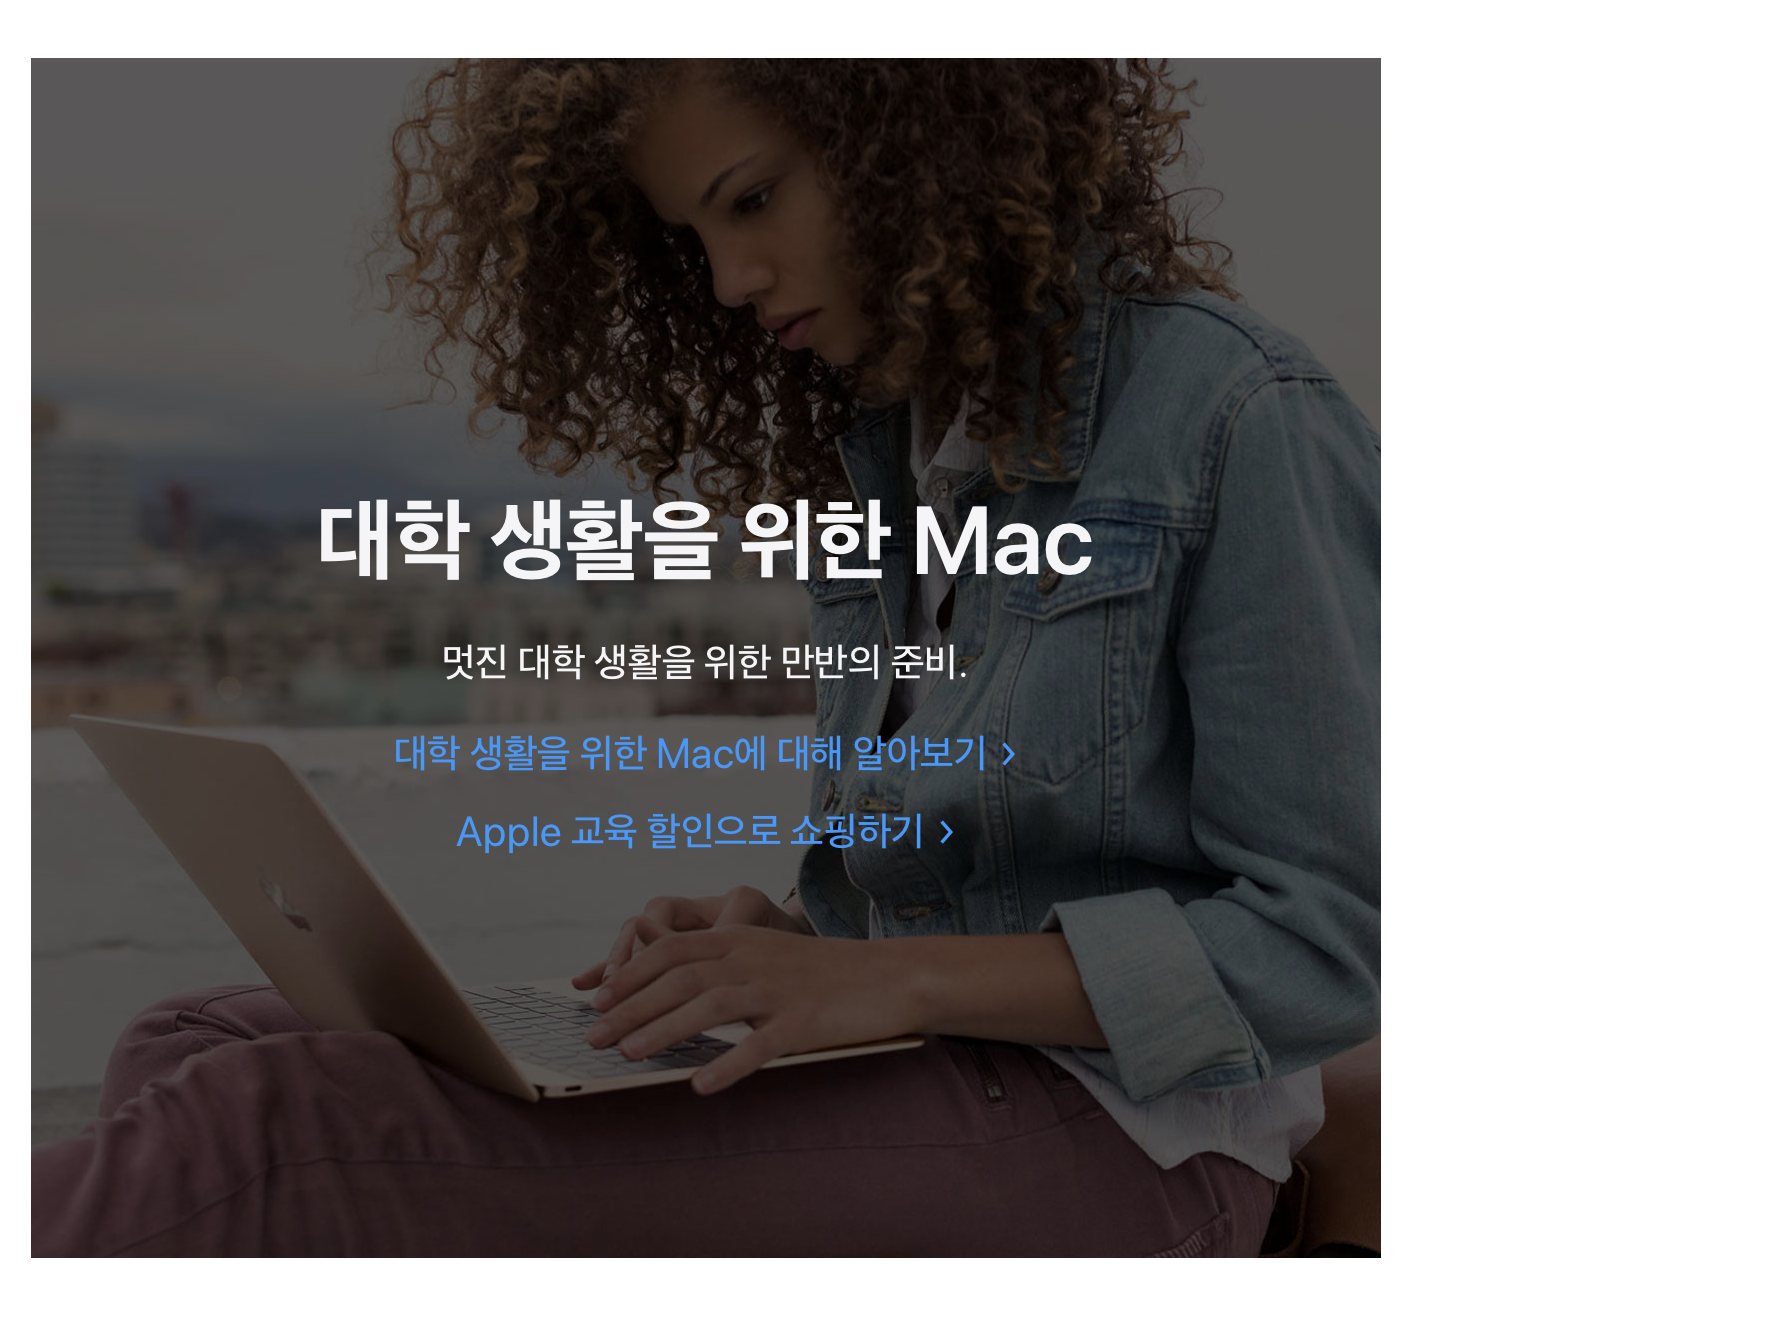 대학 생활을 위한 Mac
멋진 대학 생활을 위한 만반의 준비.
대학 생활을 위한 Mac에 대해 알아보기 >
Apple 교육 할인으로 쇼핑하기 >